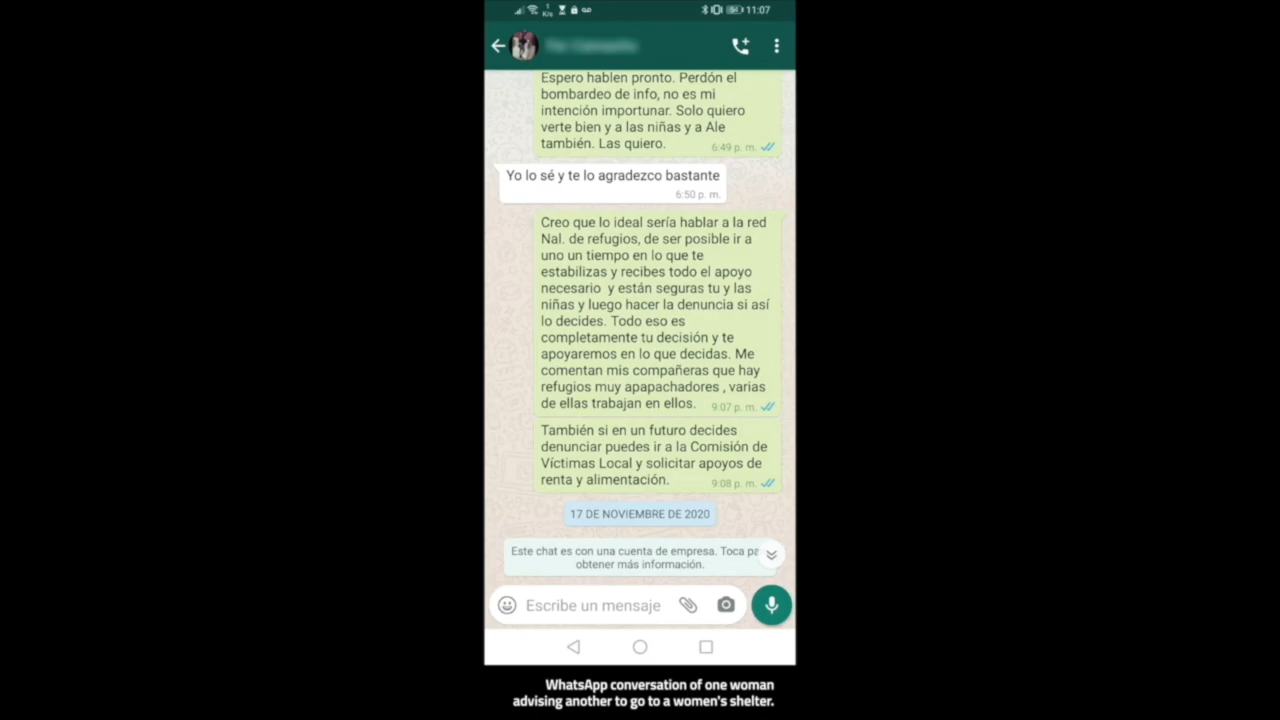 1
K/s
11:07
Espero hablen pronto. Perdón el
bombardeo de info, no es mi
intención importunar. Solo quiero
verte bien y a las niñas y a Ale
también. Las quiero.
6:49 p. m.
Yo lo sé y te lo agradezco bastante
6:50 p. m.
Creo que lo ideal sería hablar a la red
Nal. de refugios, de ser posible ir a
uno un tiempo en lo que te
estabilizas y recibes todo el apoyo
necesario y están seguras tu y las
niñas y luego hacer la denuncia si así
lo decides. Todo eso es
completamente tu decisión y te
apoyaremos en lo que decidas. Me
comentan mis compañeras que hay
refugios muy apapachadores , varias
de ellas trabajan en ellos.
9:07 p. m.
También si en un futuro decides
denunciar puedes ir a la Comisión de
Víctimas Local y solicitar apoyos de
renta y alimentación.
9:08 p. m.
17 DE NOVIEMBRE DE 2020
Este chat es con una cuenta de empresa. Toca pa
obtener más información.
Escribe un mensaje
WhatsApp conversation of one woman
advising another to go to a women's shelter.